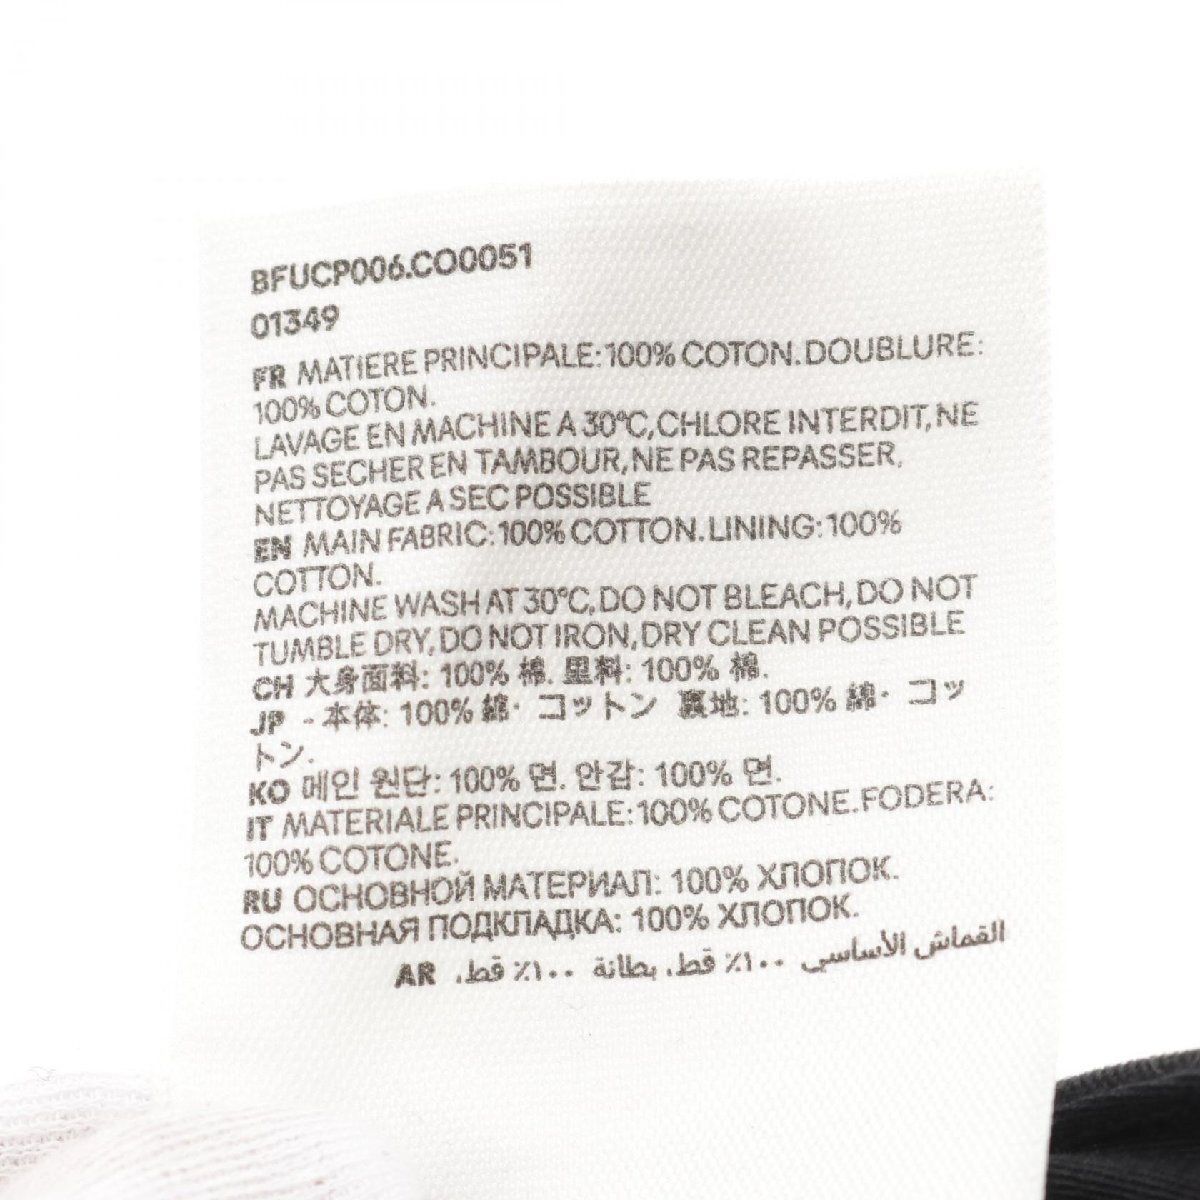 BFUCP006.CO0051
01349
FR MATIERE PRINCIPALE:100% COTON.DOUBLURE:
100% COTON.
LAVAGE EN MACHINE A 30°C,CHLORE INTERDIT,NE
PAS SECHER EN TAMBOUR,NE PAS REPASSER,
NETTOYAGE A SEC POSSIBLE
EN MAIN FABRIC:100% COTTON.LINING:100%
COTTON.
MACHINE WASH AT 30°C,DO NOT BLEACH,DO NOT
TUMBLE DRY,DO NOT IRON,DRY CLEAN POSSIBLE
CH 大身面料: 100% 棉. 里料: 100% 棉.
JP - 本体: 100% 綿· コットン 裏地: 100% 綿· コッ
トン.
KO 메인 원단: 100% 면. 안감: 100% 면.
IT MATERIALE PRINCIPALE:100% COTONE.FODERA:
100% COTONE.
RU ОСНОВНОЙ МАТЕРИАЛ: 100% ХЛОПОК.
ОСНОВНАЯ ПОДКЛАДКА: 100% ХЛОПОК.
القماش الأساسي ١٠٠٪ قطن. بطانة ١٠٠٪ قطن. AR